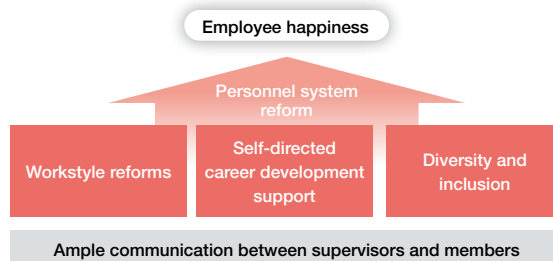 Employee happiness
Personnel system
reform
Workstyle reforms
Self-directed
career development
support
Diversity and
inclusion
Ample communication between supervisors and members